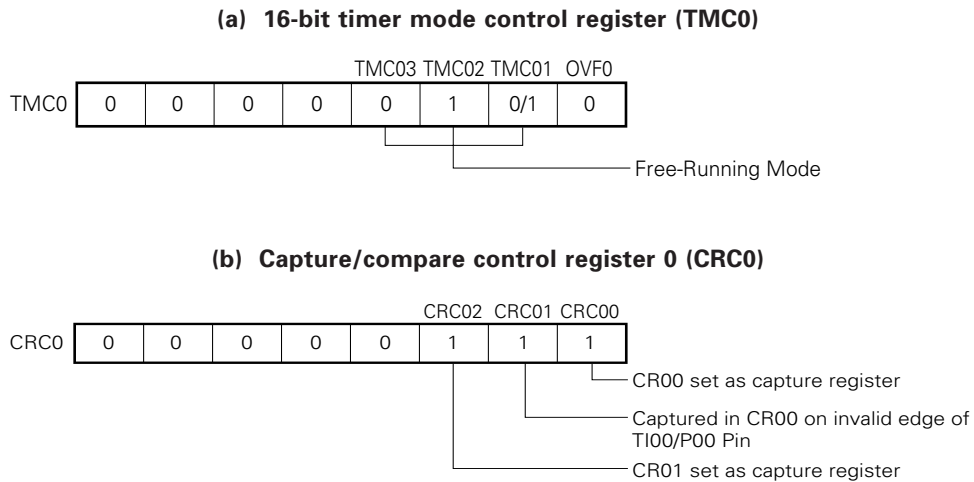 (a) 16-bit timer mode control register (TMC0)
TMC03 TMC02 TMC01 OVF0
TMC0 0 0 0 0 0 1 0/1 0
Free-Running Mode
(b) Capture/compare control register 0 (CRC0)
CRC02 CRC01 CRC00
CRC0 0 0 0 0 0 1 1 1
CR00 set as capture register
Captured in CR00 on invalid edge of
TI00/P00 Pin
CR01 set as capture register